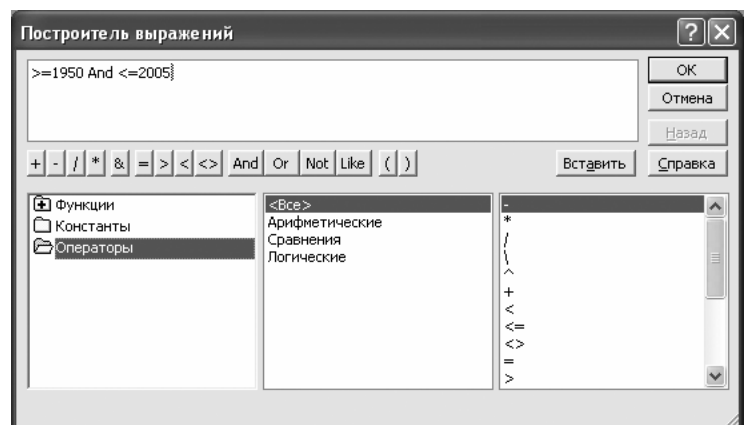 Построитель выражений
>=1950 And <=2005
ОК
Отмена
Назад
+ - / * & = > < <> And Or Not Like ( ) Вставить Справка
Функции
Константы
Операторы
<Все>
Арифметические
Сравнения
Логические
-
*
/
\
^
+
<
<=
<>
=
>